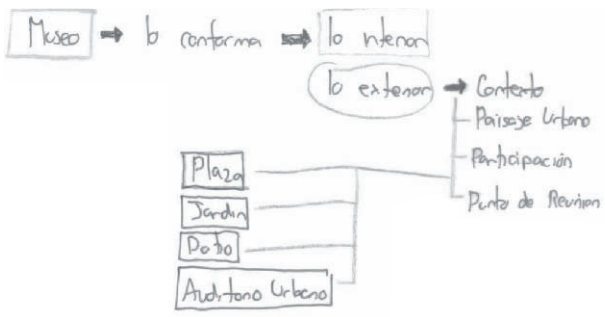 Museo ➡ lo conforma ➡ lo interior
lo exterior ➡ Contexto
Paisaje Urbano
Participación
Punto de Reunion
Plaza
Jardin
Patio
Auditorio Urbano